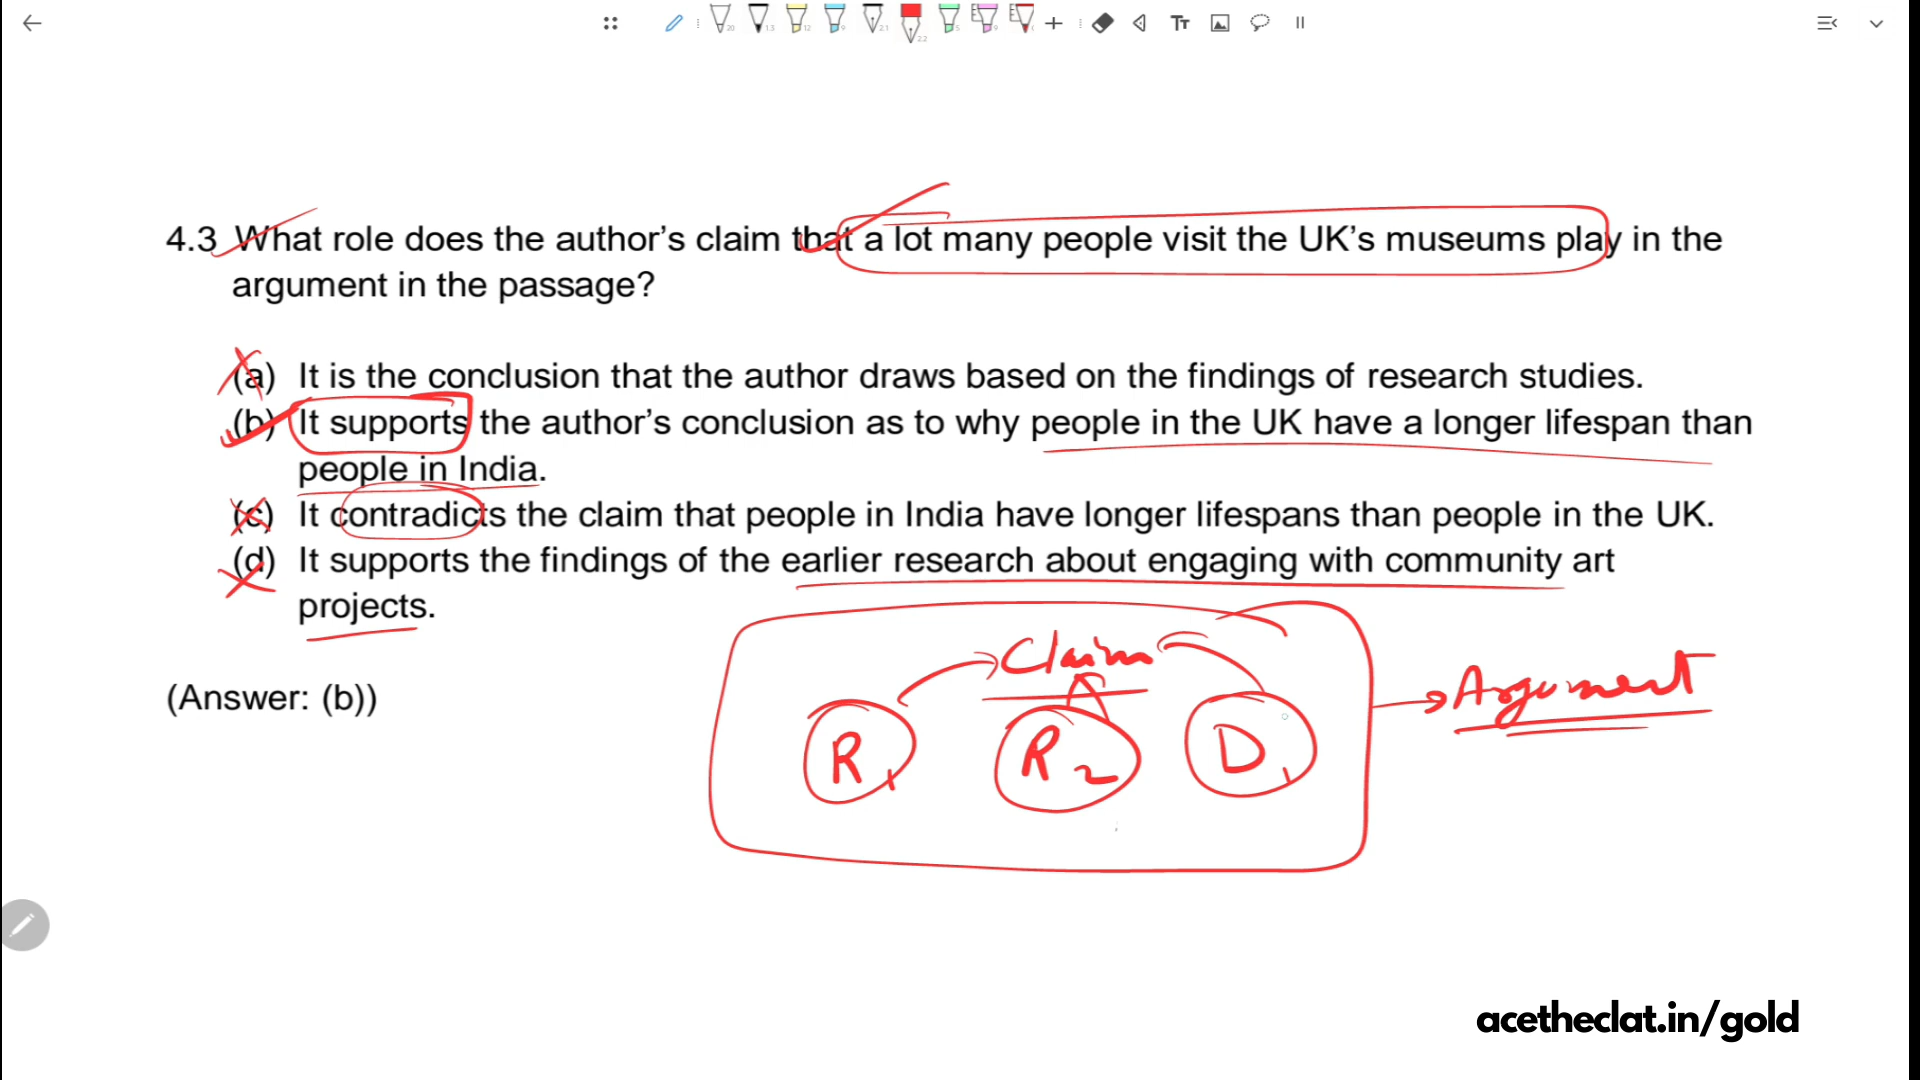 4.3 What role does the author's claim that a lot many people visit the UK's museums play in the
argument in the passage?
(a) It is the conclusion that the author draws based on the findings of research studies.
(b) It supports the author's conclusion as to why people in the UK have a longer lifespan than
people in India.
(c) It contradicts the claim that people in India have longer lifespans than people in the UK.
(d) It supports the findings of the earlier research about engaging with community art
projects.
Claim
Argument
(Answer: (b))
R1 R2 D1
acetheclat.in/gold